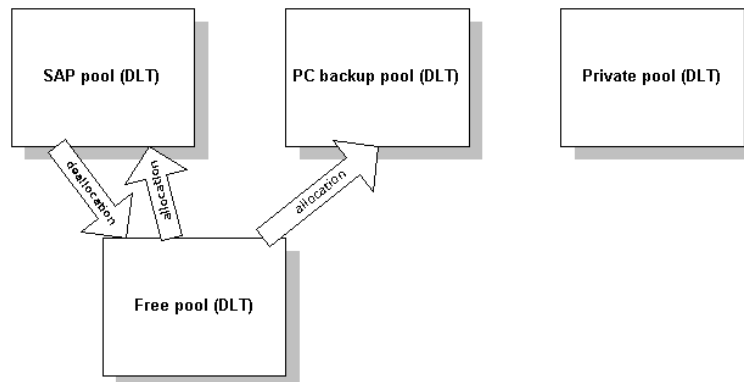 SAP pool (DLT)
PC backup pool (DLT)
Private pool (DLT)
deallocation
allocation
allocation
Free pool (DLT)